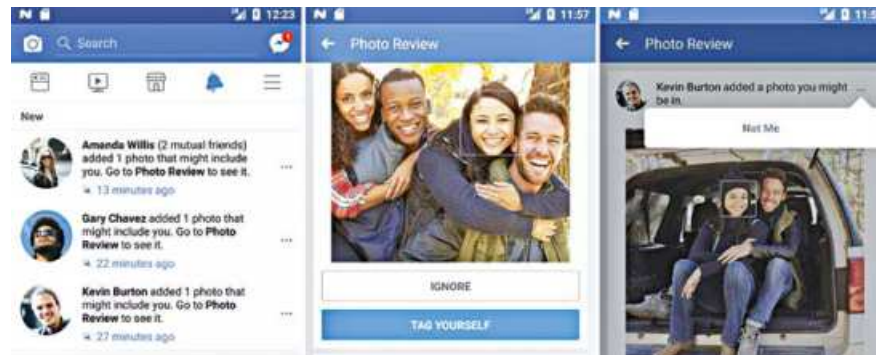 12:23
Search
New
Amanda Willis (2 mutual friends)
added 1 photo that might include
you. Go to Photo Review to see it.
13 minutes ago
Gary Chavez added 1 photo that
might include you. Go to Photo
Review to see it.
22 minutes ago
Kevin Burton added 1 photo that
might include you. Go to Photo
Review to see it.
27 minutes ago
11:57
Photo Review
IGNORE
TAG YOURSELF
Photo Review
Kevin Burton added a photo you might
be in.
Not Me